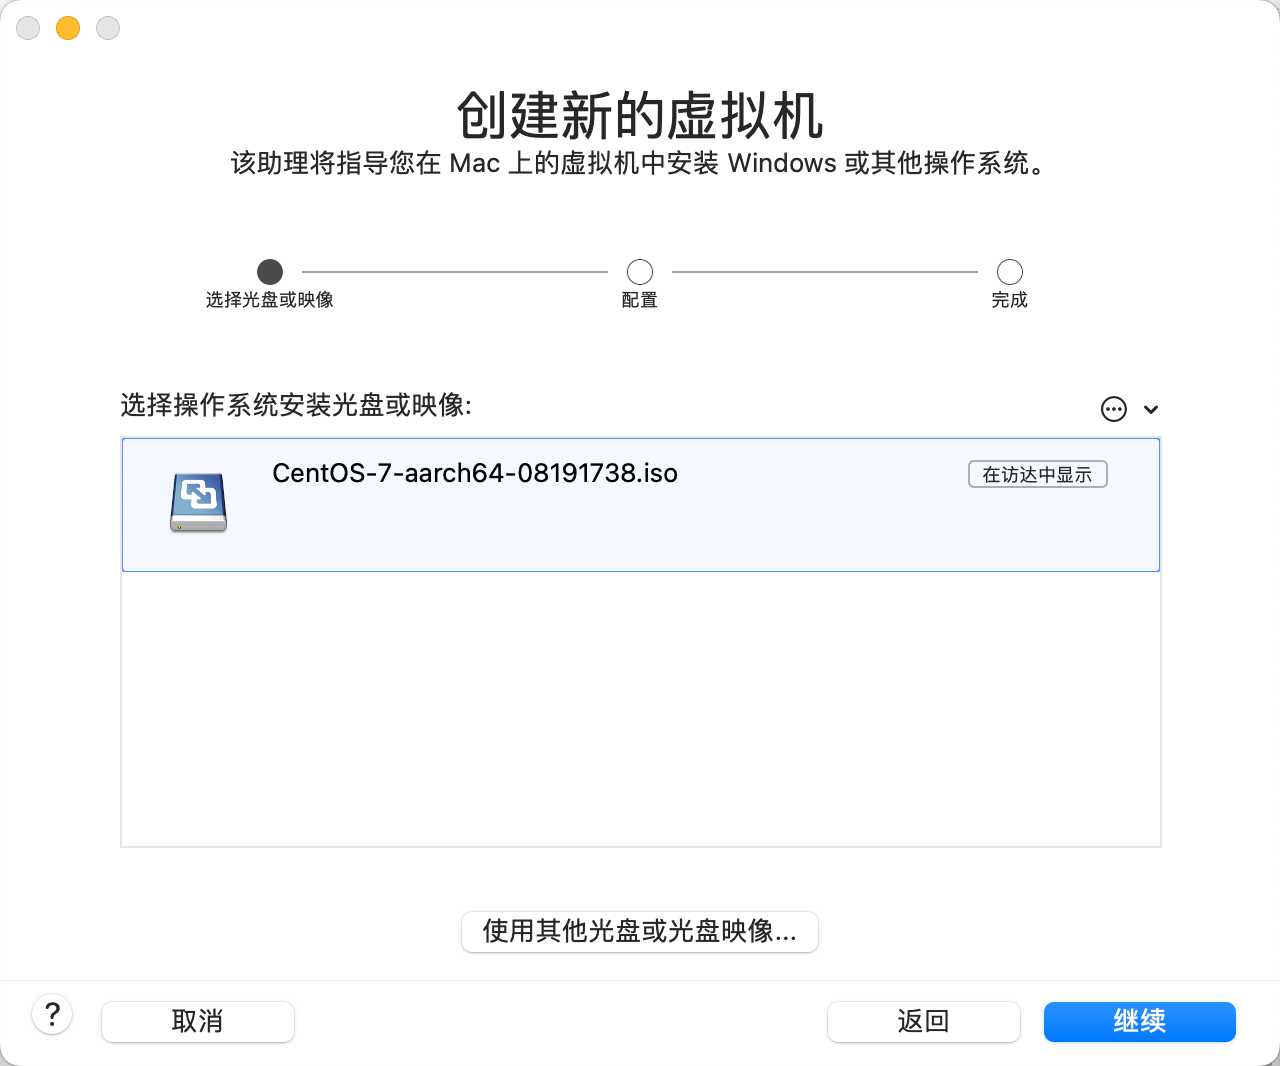 创建新的虚拟机
该助理将指导您在 Mac 上的虚拟机中安装 Windows 或其他操作系统。
选择光盘或映像
配置
完成
选择操作系统安装光盘或映像:
CentOS-7-aarch64-08191738.iso
在访达中显示
使用其他光盘或光盘映像...
?
取消
返回
继续